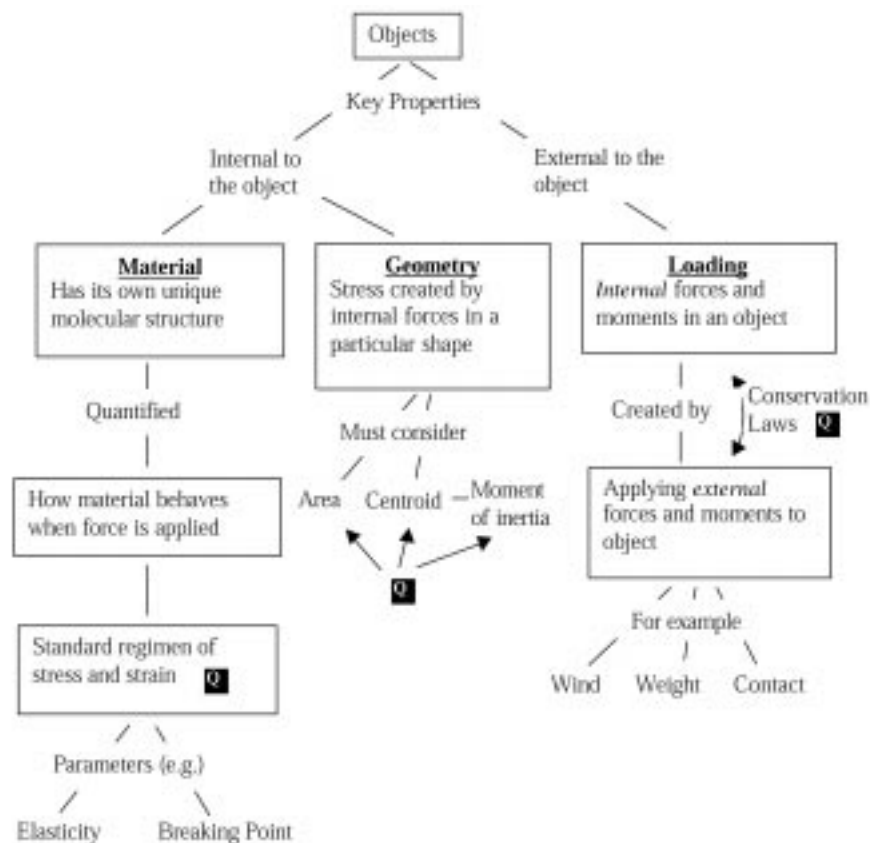 Objects
Key Properties
Internal to
the object
External to the
object
Material
Has its own unique
molecular structure
Geometry
Stress created by
internal forces in a
particular shape
Loading
Internal forces and
moments in an object
Quantified
Must consider
Created by
Conservation
Laws Q
How material behaves
when force is applied
Area
Centroid
Moment
of inertia
Q
Applying external
forces and moments to
object
Standard regimen of
stress and strain Q
For example
Wind
Weight
Contact
Parameters (e.g.)
Elasticity
Breaking Point